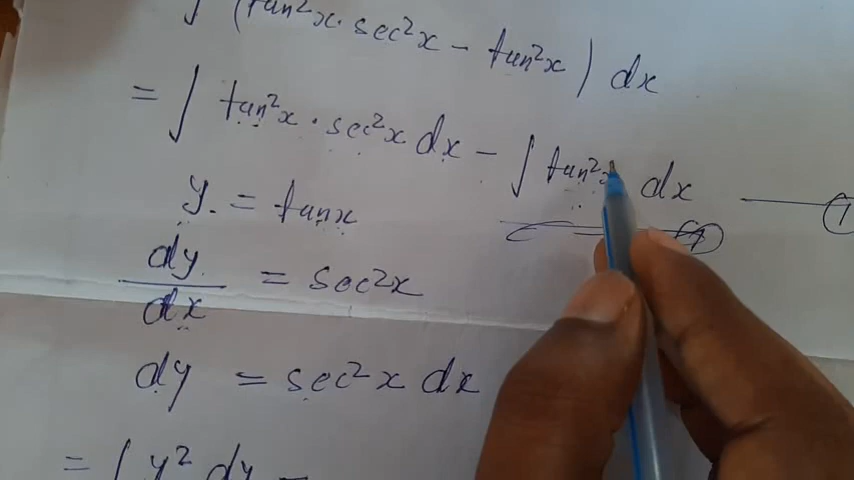 ∫ (tan²x · sec²x − tan²x) dx
= ∫ tan²x · sec²x dx − ∫ tan²x dx —— ①
y = tanx
dy/dx = sec²x
dy = sec²x dx
= ∫ y² dy −